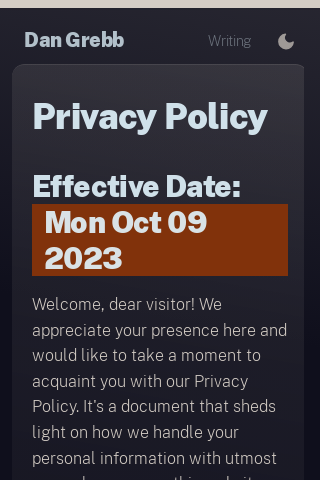 Dan Grebb
Writing
Privacy Policy
Effective Date:
Mon Oct 09
2023
Welcome, dear visitor! We
appreciate your presence here and
would like to take a moment to
acquaint you with our Privacy
Policy. It's a document that sheds
light on how we handle your
personal information with utmost